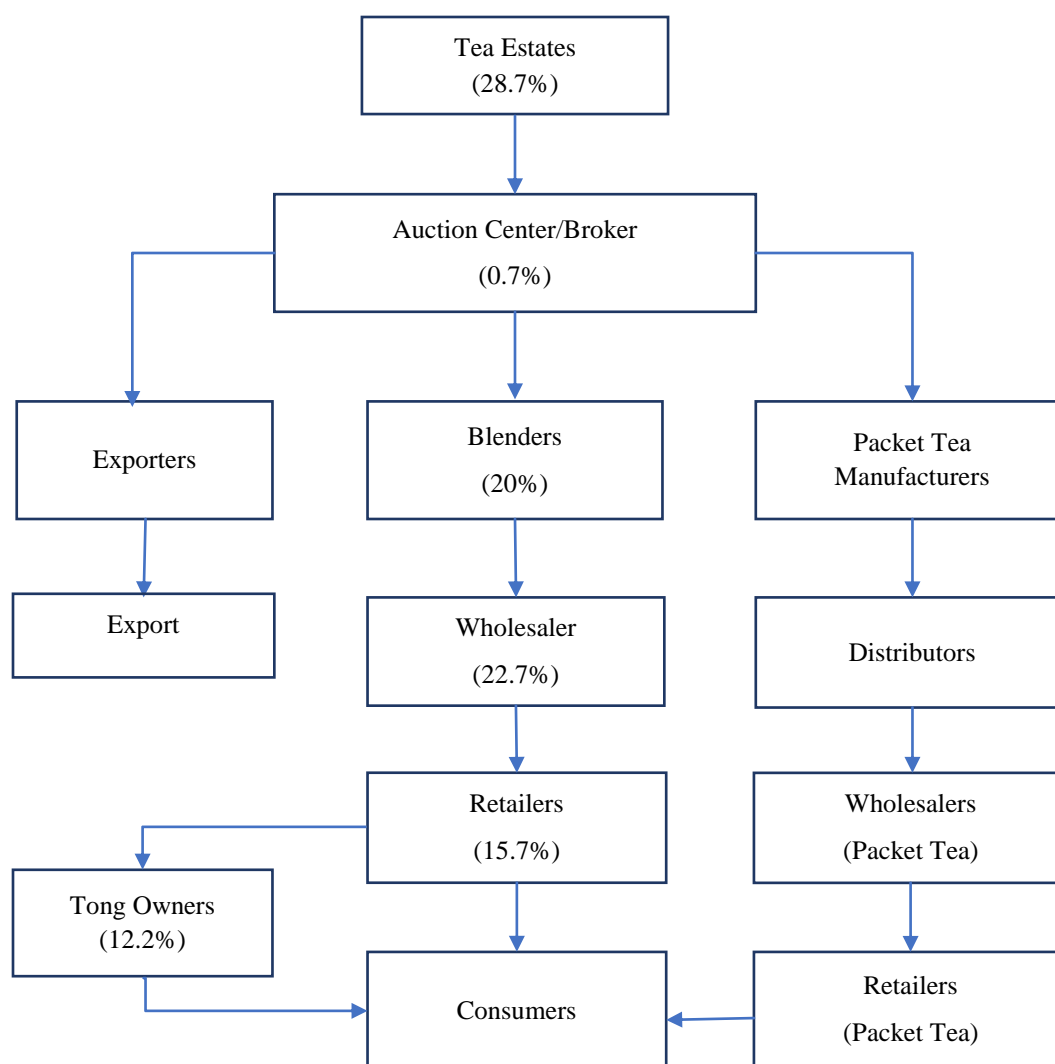 Tea Estates
(28.7%)
Auction Center/Broker
(0.7%)
Exporters
Blenders
(20%)
Packet Tea
Manufacturers
Export
Wholesaler
(22.7%)
Distributors
Retailers
(15.7%)
Wholesalers
(Packet Tea)
Tong Owners
(12.2%)
Consumers
Retailers
(Packet Tea)